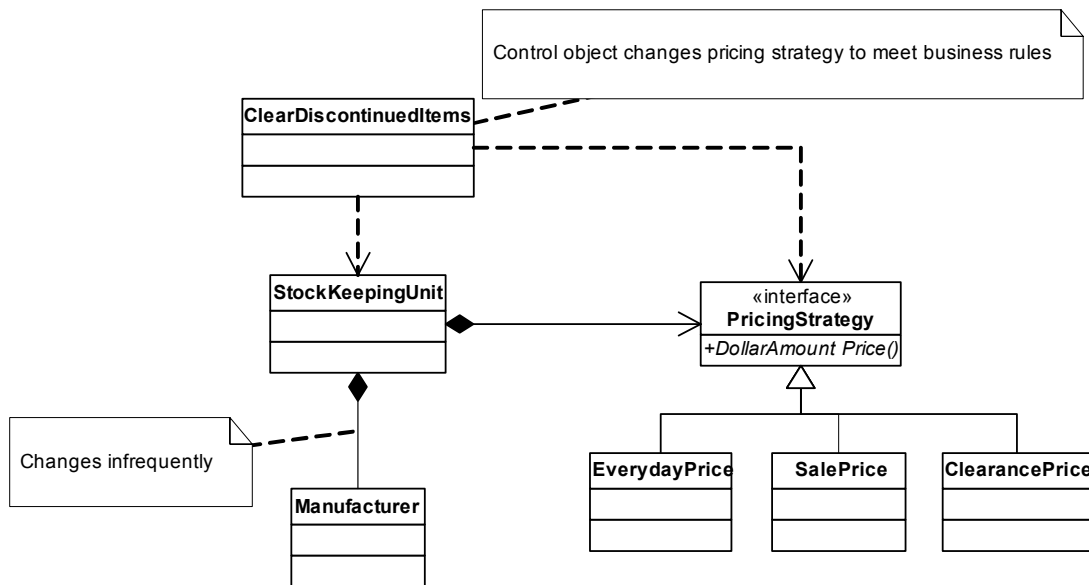 Control object changes pricing strategy to meet business rules
ClearDiscontinuedItems
StockKeepingUnit
«interface»
PricingStrategy
+DollarAmount Price()
Changes infrequently
EverydayPrice
SalePrice
ClearancePrice
Manufacturer